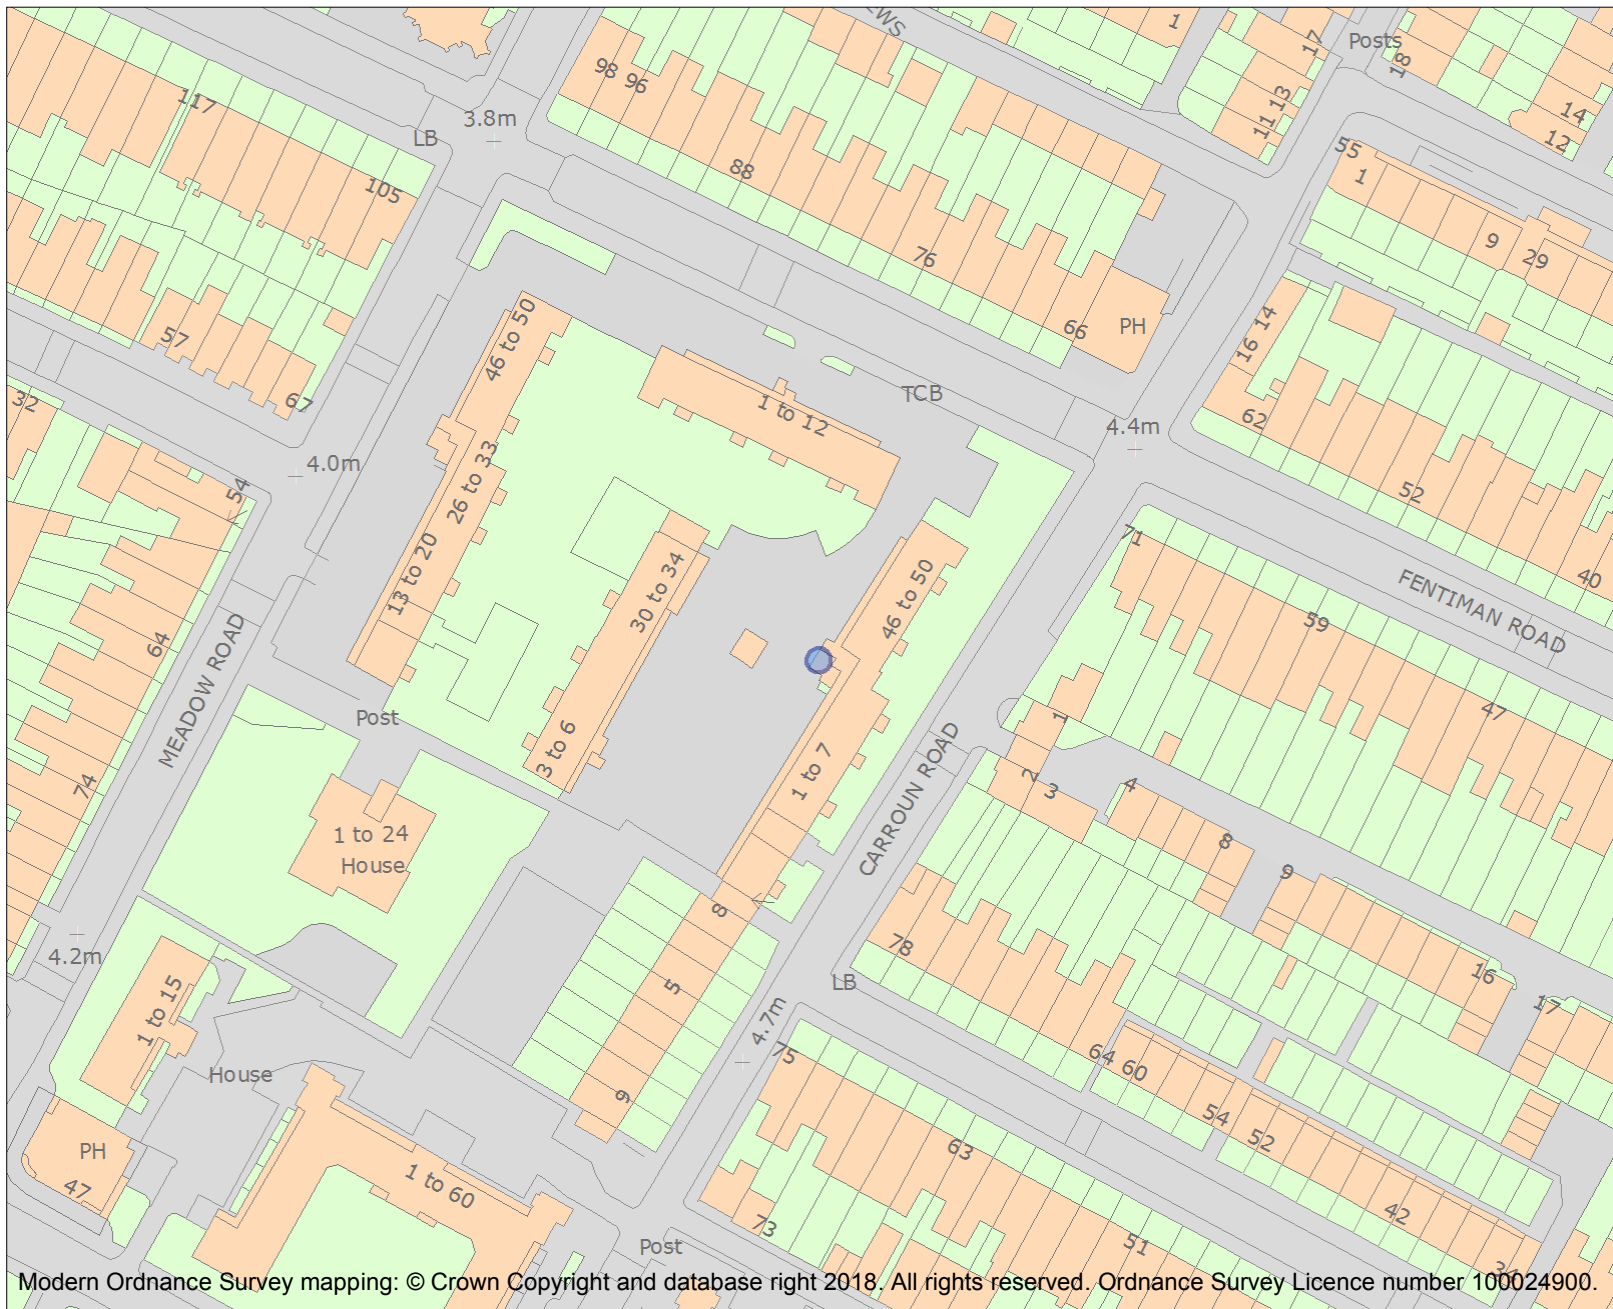 EWS
1
17
Posts
18
98 96
117
3.8m
LB
11 13
14
12
55
1
88
105
9
29
76
66
PH
16 14
57
46 to 50
67
32
TCB
1 to 12
62
4.4m
4.0m
54
26 to 33
52
71
40
FENTIMAN ROAD
13 to 20
30 to 34
46 to 50
59
64
MEADOW ROAD
Post
1
47
3 to 6
1 to 7
CARROUN ROAD
2
3
4
74
1 to 24
House
8
9
8
78
4.2m
LB
16
17
1 to 15
5
4.7m
75
64 60
House
6
54
52
PH
47
1 to 60
63
42
73
51
Post
34
Modern Ordnance Survey mapping: © Crown Copyright and database right 2018. All rights reserved. Ordnance Survey Licence number 100024900.